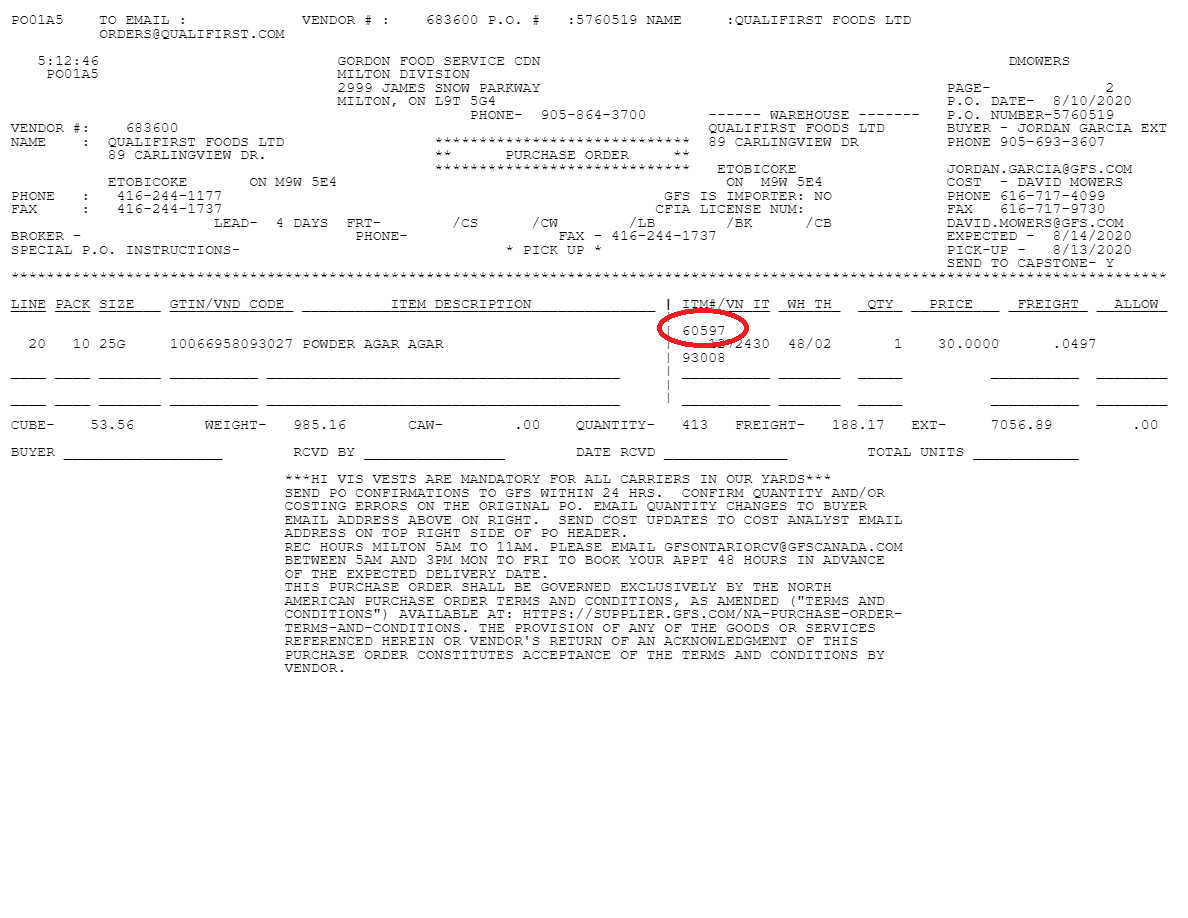 PO01A5 TO EMAIL : VENDOR # : 683600 P.O. # :5760519 NAME :QUALIFIRST FOODS LTD
ORDERS@QUALIFIRST.COM
5:12:46 GORDON FOOD SERVICE CDN DMOWERS
PO01A5 MILTON DIVISION
2999 JAMES SNOW PARKWAY PAGE- 2
MILTON, ON L9T 5G4 P.O. DATE- 8/10/2020
PHONE- 905-864-3700 ------ WAREHOUSE ------- P.O. NUMBER-5760519
VENDOR #: 683600 QUALIFIRST FOODS LTD BUYER - JORDAN GARCIA EXT
NAME : QUALIFIRST FOODS LTD ***************************** 89 CARLINGVIEW DR PHONE 905-693-3607
89 CARLINGVIEW DR. ** PURCHASE ORDER **
***************************** ETOBICOKE JORDAN.GARCIA@GFS.COM
ETOBICOKE ON M9W 5E4 ON M9W 5E4 COST - DAVID MOWERS
PHONE : 416-244-1177 GFS IS IMPORTER: NO PHONE 616-717-4099
FAX : 416-244-1737 CFIA LICENSE NUM: FAX 616-717-9730
LEAD- 4 DAYS FRT- /CS /CW /LB /BK /CB DAVID.MOWERS@GFS.COM
BROKER - PHONE- FAX - 416-244-1737 EXPECTED - 8/14/2020
SPECIAL P.O. INSTRUCTIONS- * PICK UP * PICK-UP - 8/13/2020
SEND TO CAPSTONE- Y
***********************************************************************************************************************************
LINE PACK SIZE GTIN/VND CODE ITEM DESCRIPTION | ITM#/VN IT WH TH QTY PRICE FREIGHT ALLOW
| 60597
20 10 25G 10066958093027 POWDER AGAR AGAR | 48/02 1 30.0000 .0497
| 93008
CUBE- 53.56 WEIGHT- 985.16 CAW- .00 QUANTITY- 413 FREIGHT- 188.17 EXT- 7056.89 .00
BUYER __________________ RCVD BY ________________ DATE RCVD ______________ TOTAL UNITS ____________
***HI VIS VESTS ARE MANDATORY FOR ALL CARRIERS IN OUR YARDS***
SEND PO CONFIRMATIONS TO GFS WITHIN 24 HRS. CONFIRM QUANTITY AND/OR
COSTING ERRORS ON THE ORIGINAL PO. EMAIL QUANTITY CHANGES TO BUYER
EMAIL ADDRESS ABOVE ON RIGHT. SEND COST UPDATES TO COST ANALYST EMAIL
ADDRESS ON TOP RIGHT SIDE OF PO HEADER.
REC HOURS MILTON 5AM TO 11AM. PLEASE EMAIL GFSONTARIORCV@GFSCANADA.COM
BETWEEN 5AM AND 3PM MON TO FRI TO BOOK YOUR APPT 48 HOURS IN ADVANCE
OF THE EXPECTED DELIVERY DATE.
THIS PURCHASE ORDER SHALL BE GOVERNED EXCLUSIVELY BY THE NORTH
AMERICAN PURCHASE ORDER TERMS AND CONDITIONS, AS AMENDED ("TERMS AND
CONDITIONS") AVAILABLE AT: HTTPS://SUPPLIER.GFS.COM/NA-PURCHASE-ORDER-
TERMS-AND-CONDITIONS. THE PROVISION OF ANY OF THE GOODS OR SERVICES
REFERENCED HEREIN OR VENDOR'S RETURN OF AN ACKNOWLEDGMENT OF THIS
PURCHASE ORDER CONSTITUTES ACCEPTANCE OF THE TERMS AND CONDITIONS BY
VENDOR.